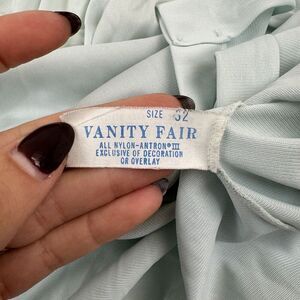 SIZE 32
VANITY FAIR
ALL NYLON-ANTRON®III
EXCLUSIVE OF DECORATION
OR OVERLAY